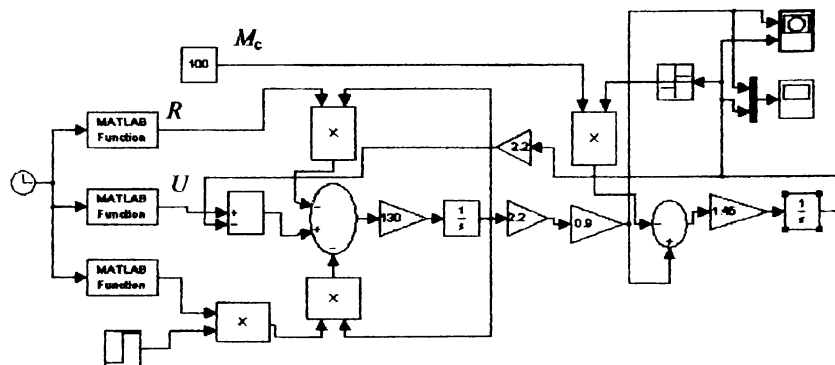 M_c
100
R
MATLAB
Function
×
×
2.2
U
MATLAB
Function
+
−
−
+
−
130
1
s
2.2
0.9
−
+
1.45
1
s
MATLAB
Function
×
×